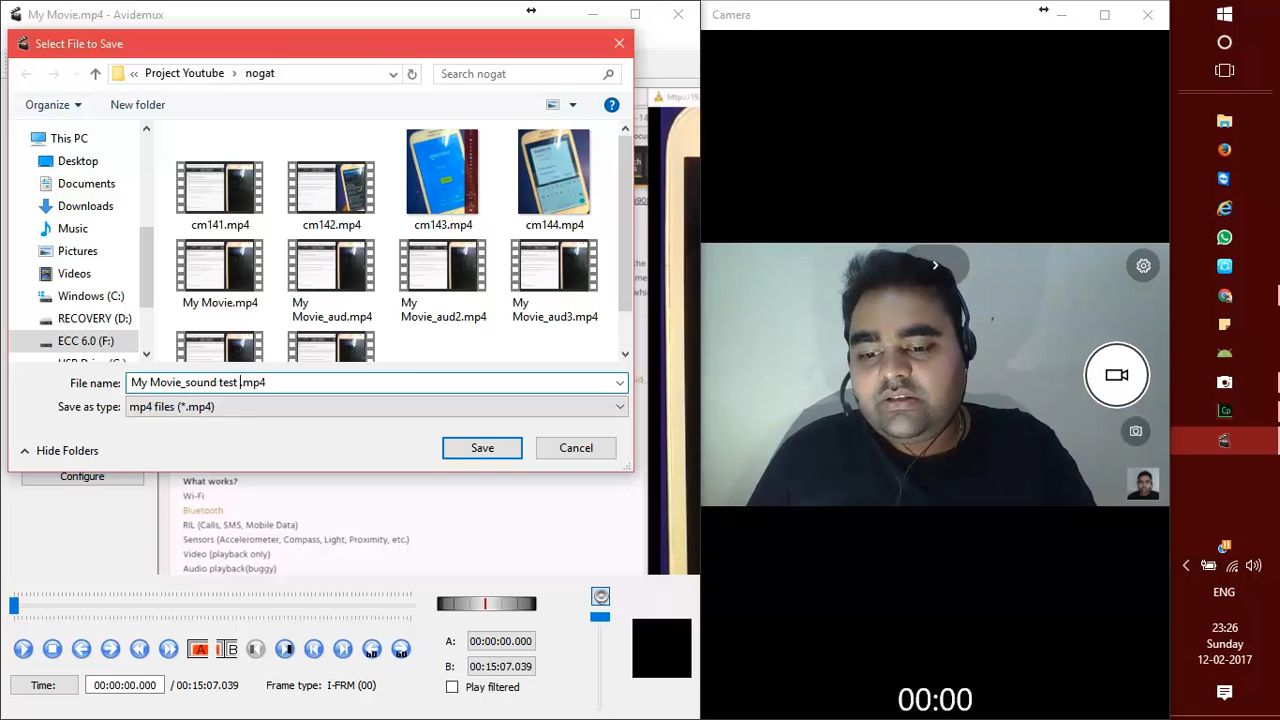 My Movie.mp4 - Avidemux
Camera
Select File to Save
« Project Youtube > nogat
Search nogat
Organize
New folder
http://19
This PC
Desktop
Documents
Downloads
Music
Pictures
Videos
Windows (C:)
RECOVERY (D:)
ECC 6.0 (F:)
cm141.mp4
cm142.mp4
cm143.mp4
cm144.mp4
My Movie.mp4
My Movie_aud.mp4
My Movie_aud2.mp4
My Movie_aud3.mp4
File name: My Movie_sound test .mp4
Save as type: mp4 files (*.mp4)
Hide Folders
Save
Cancel
Configure
What works?
Wi-Fi
Bluetooth
RIL (Calls, SMS, Mobile Data)
Sensors (Accelerometer, Compass, Light, Proximity, etc.)
Video (playback only)
Audio playback(buggy)
A
B
A: 00:00:00.000
B: 00:15:07.039
Play filtered
Time: 00:00:00.000 / 00:15:07.039 Frame type: I-FRM (00)
00:00
Cp
ENG
23:26
Sunday
12-02-2017